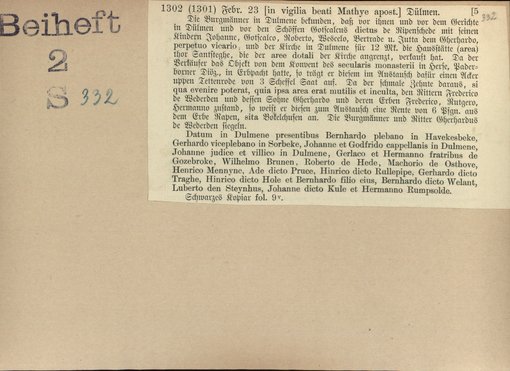 Beiheft
2
S 332
1302 (1301) Febr. 23 [in vigilia beati Mathye apost.] Dülmen. [5
332
Die Burgmänner in Dulmene bekunden, daß vor ihnen und vor dem Gerichte
in Dülmen und vor den Schöffen Gotscalcus dictus de Ripenschede mit seinen
Kindern Johanne, Gotscalco, Roberto, Wescelo, Bertrade u. Jutta dem Gherhardo,
perpetuo vicario, und der Kirche in Dulmene für 12 Mk. die Hausstätte (area)
thor Santsteghe, die der aree dotali der Kirche angrenzt, verkauft hat. Da der
Verkäufer das Objekt von dem Konvent des secularis monasterii in Herse, Pader-
borner Diöz., in Erbpacht hatte, so trägt er diesem im Austausch dafür einen Acker
uppen Dettenrode von 3 Scheffel Saat auf. Da der schmale Zehnte daraus, si
qua evenire poterat, quia ipsa area erat mutilis et inculta, den Rittern Frederico
de Wederden und dessen Sohne Gherhardo und deren Erben Frederico, Rutgero,
Hermanno zustand, so weist er diesen zum Austausch eine Rente von 6 Pfgn. aus
dem Erbe Rapen, situ Wekelchusen an. Die Burgmänner und Ritter Gherhardus
de Wederden siegeln.
Datum in Dulmene presentibus Bernhardo plebano in Havekesbeke,
Gerhardo viceplebano in Sorbeke, Johanne et Godfrido cappellanis in Dulmene,
Johanne judice et villico in Dulmene, Gerlaco et Hermanno fratribus de
Gozebroke, Wilhelmo Brunen, Roberto de Hede, Machorio de Osthove,
Henrico Mennyne, Ade dicto Pruce, Hinrico dicto Rullepipe, Gerhardo dicto
Traghe, Hinrico dicto Hole et Bernhardo filio eius, Bernhardo dicto Welant,
Luberto den Steynhus, Johanne dicto Kule et Hermanno Rumpsolde.
Schwarzes Kopiar fol. 9v.